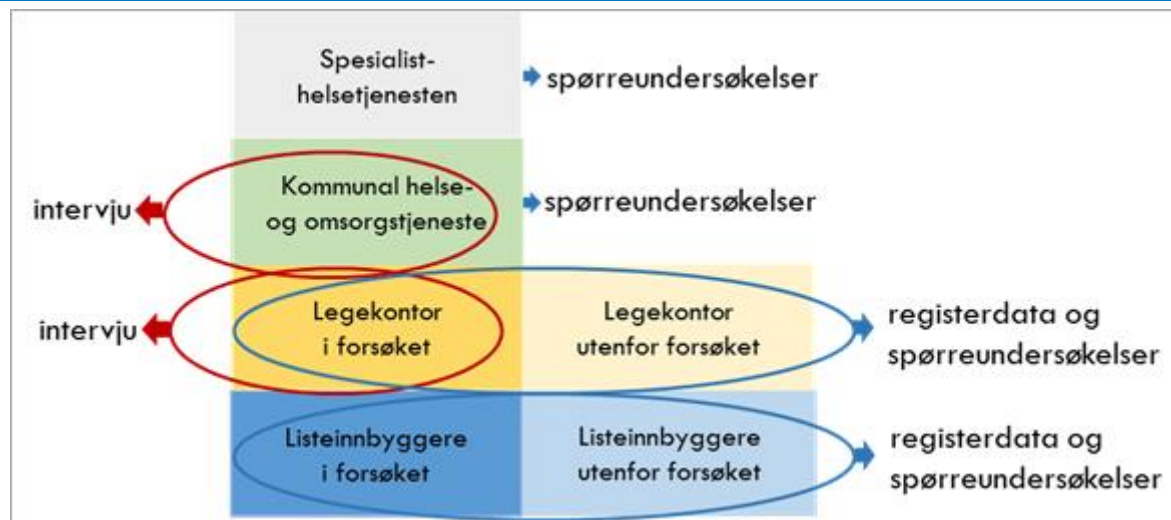 Spesialist-
helsetjenesten
spørreundersøkelser
intervju
Kommunal helse-
og omsorgstjeneste
spørreundersøkelser
intervju
Legekontor
i forsøket
Legekontor
utenfor forsøket
registerdata og
spørreundersøkelser
Listeinnbyggere
i forsøket
Listeinnbyggere
utenfor forsøket
registerdata og
spørreundersøkelser